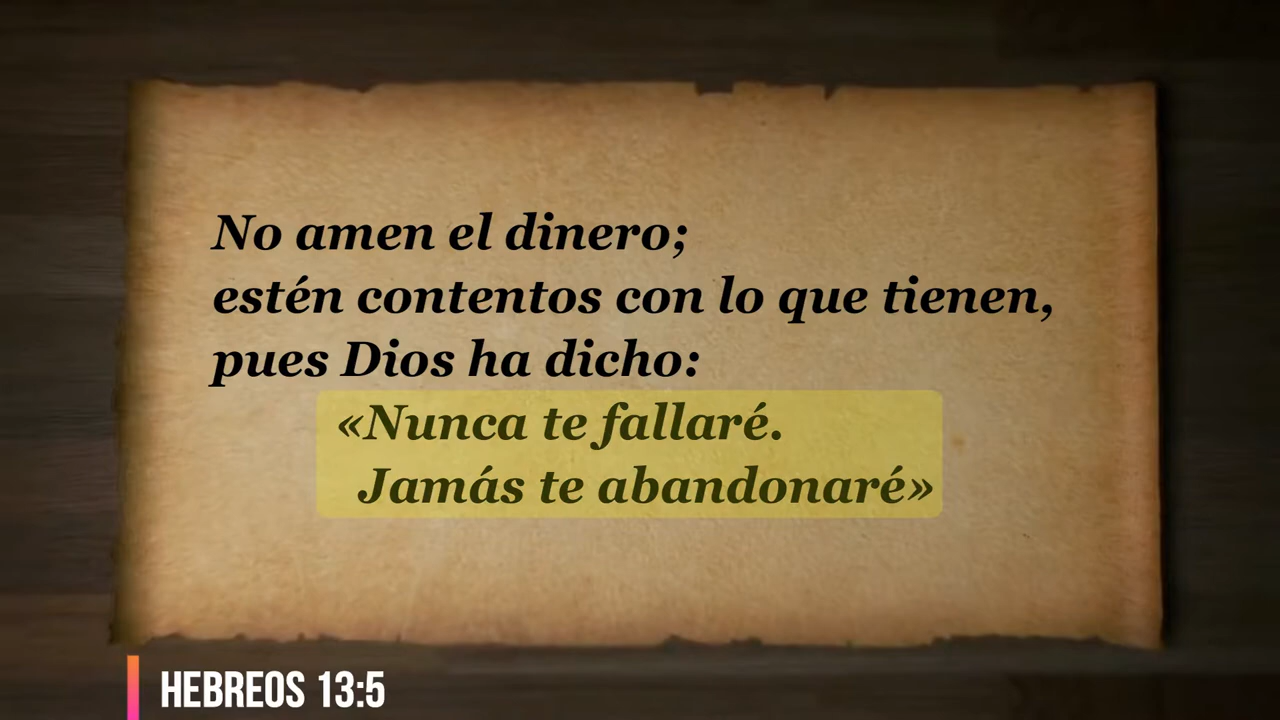 No amen el dinero;
estén contentos con lo que tienen,
pues Dios ha dicho:
«Nunca te fallaré.
Jamás te abandonaré»
HEBREOS 13:5